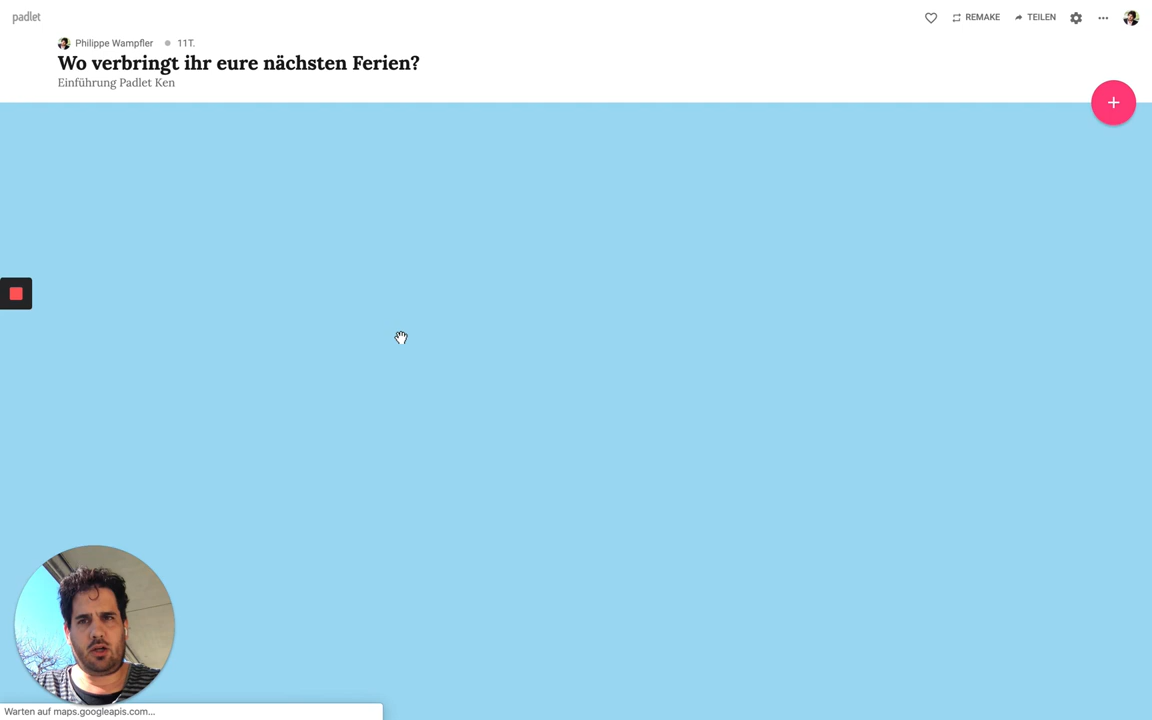 padlet
REMAKE
TEILEN
Philippe Wampfler 11T.
Wo verbringt ihr eure nächsten Ferien?
Einführung Padlet Ken
Warten auf maps.googleapis.com...